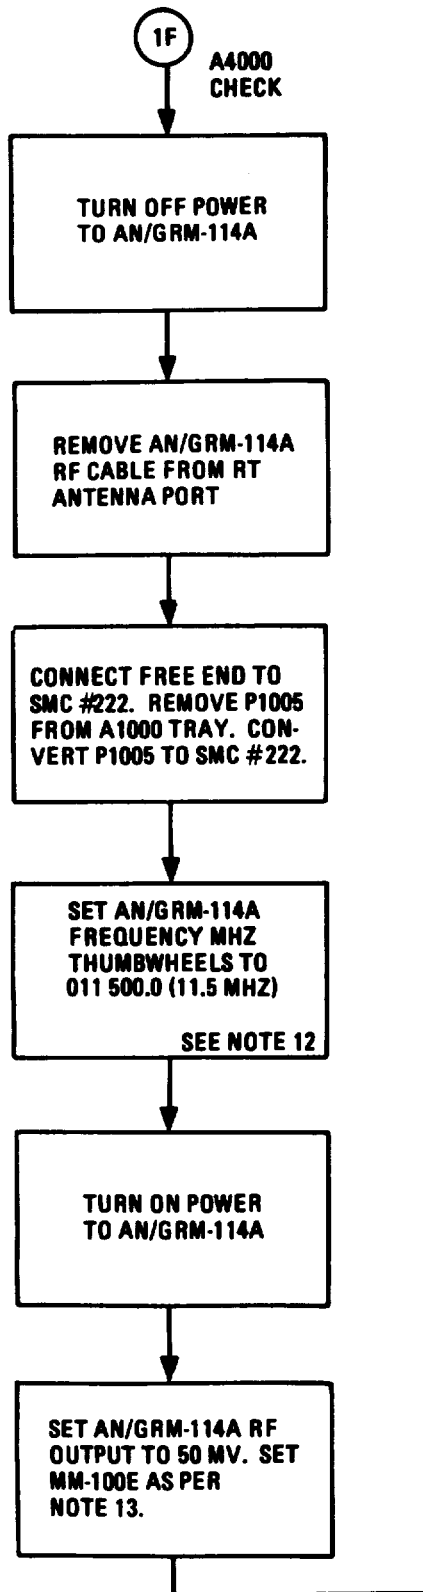 1F
A4000
CHECK
TURN OFF POWER
TO AN/GRM-114A
REMOVE AN/GRM-114A
RF CABLE FROM RT
ANTENNA PORT
CONNECT FREE END TO
SMC #222. REMOVE P1005
FROM A1000 TRAY. CON-
VERT P1005 TO SMC #222.
SET AN/GRM-114A
FREQUENCY MHZ
THUMBWHEELS TO
011 500.0 (11.5 MHZ)
SEE NOTE 12
TURN ON POWER
TO AN/GRM-114A
SET AN/GRM-114A RF
OUTPUT TO 50 MV. SET
MM-100E AS PER
NOTE 13.